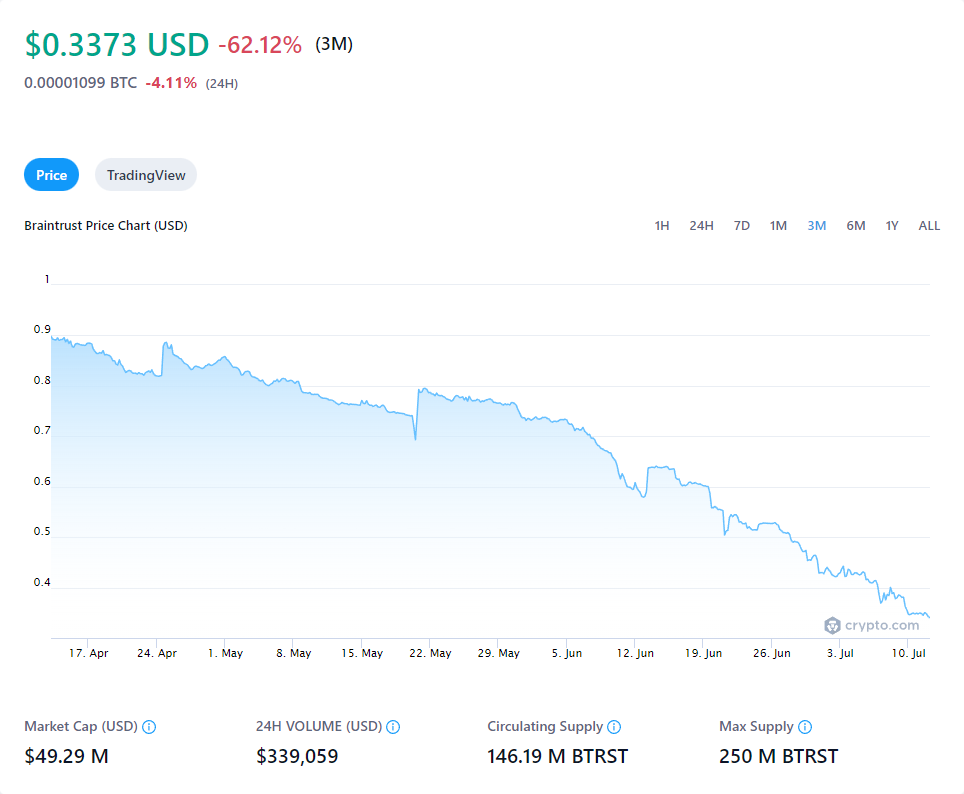 $0.3373 USD -62.12% (3M)
0.00001099 BTC -4.11% (24H)
Price TradingView
Braintrust Price Chart (USD) 1H 24H 7D 1M 3M 6M 1Y ALL
1
0.9
0.8
0.7
0.6
0.5
0.4
crypto.com
17. Apr 24. Apr 1. May 8. May 15. May 22. May 29. May 5. Jun 12. Jun 19. Jun 26. Jun 3. Jul 10. Jul
Market Cap (USD) 24H VOLUME (USD) Circulating Supply Max Supply
$49.29 M $339,059 146.19 M BTRST 250 M BTRST